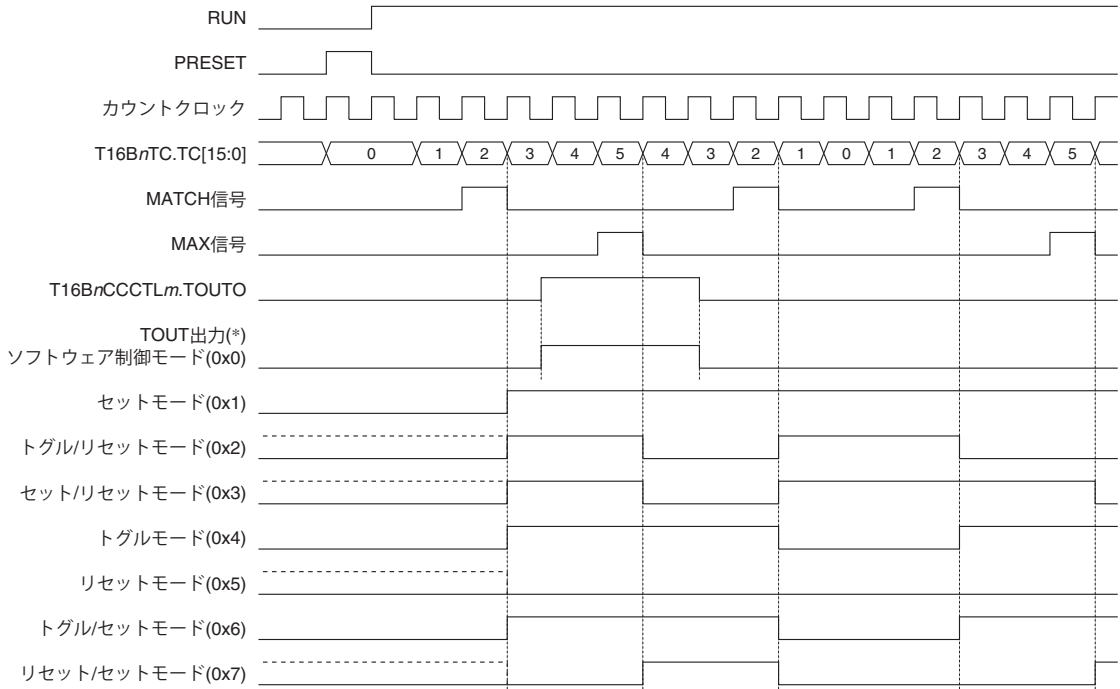 RUN
PRESET
カウントクロック
T16BnTC.TC[15:0] 0 1 2 3 4 5 4 3 2 1 0 1 2 3 4 5
MATCH信号
MAX信号
T16BnCCCTLm.TOUTO
TOUT出力(*)
ソフトウェア制御モード(0x0)
セットモード(0x1)
トグル/リセットモード(0x2)
セット/リセットモード(0x3)
トグルモード(0x4)
リセットモード(0x5)
トグル/セットモード(0x6)
リセット/セットモード(0x7)